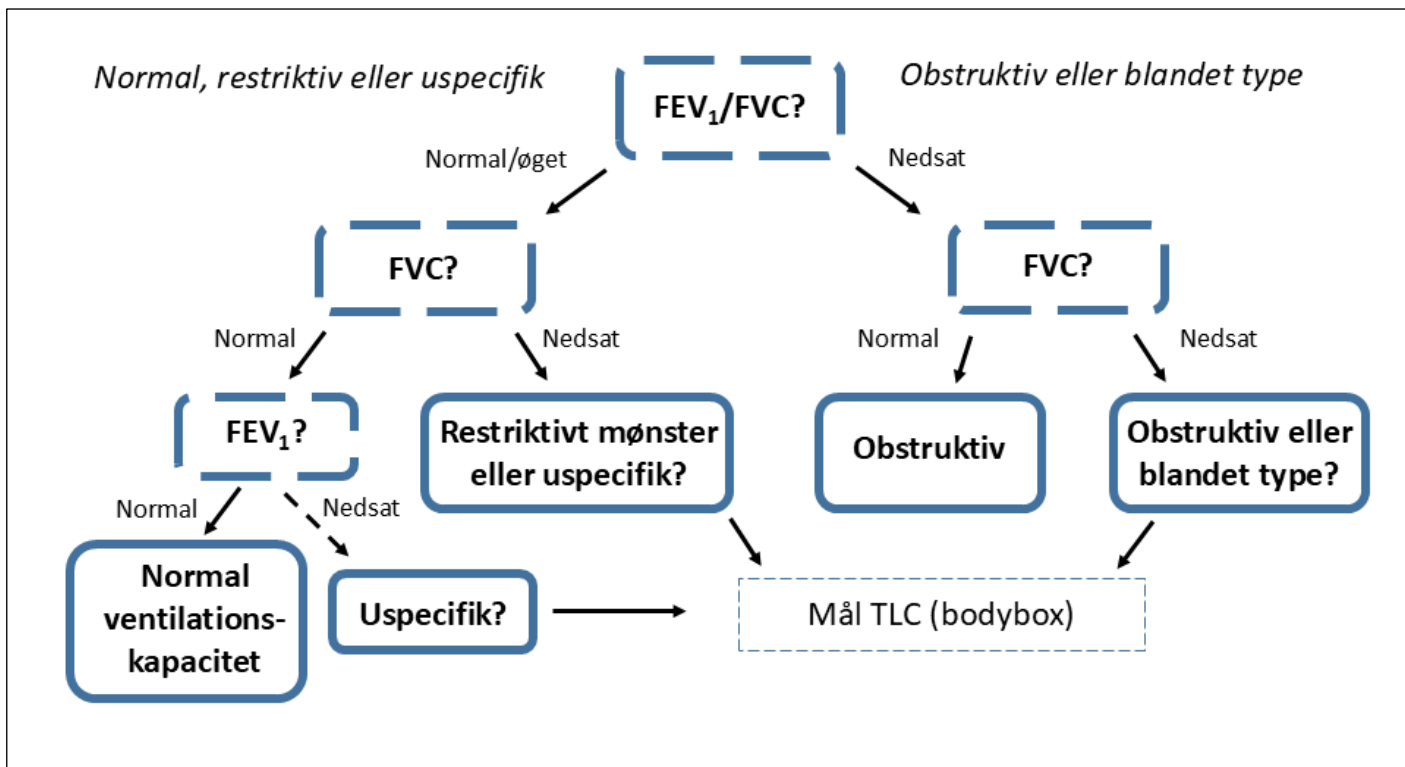 Normal, restriktiv eller uspecifik
Obstruktiv eller blandet type
FEV₁/FVC?
Normal/øget
Nedsat
FVC?
FVC?
Normal
Nedsat
Normal
Nedsat
FEV₁?
Restriktivt mønster
eller uspecifik?
Obstruktiv
Obstruktiv eller
blandet type?
Normal
Nedsat
Normal
ventilations-
kapacitet
Uspecifik?
Mål TLC (bodybox)